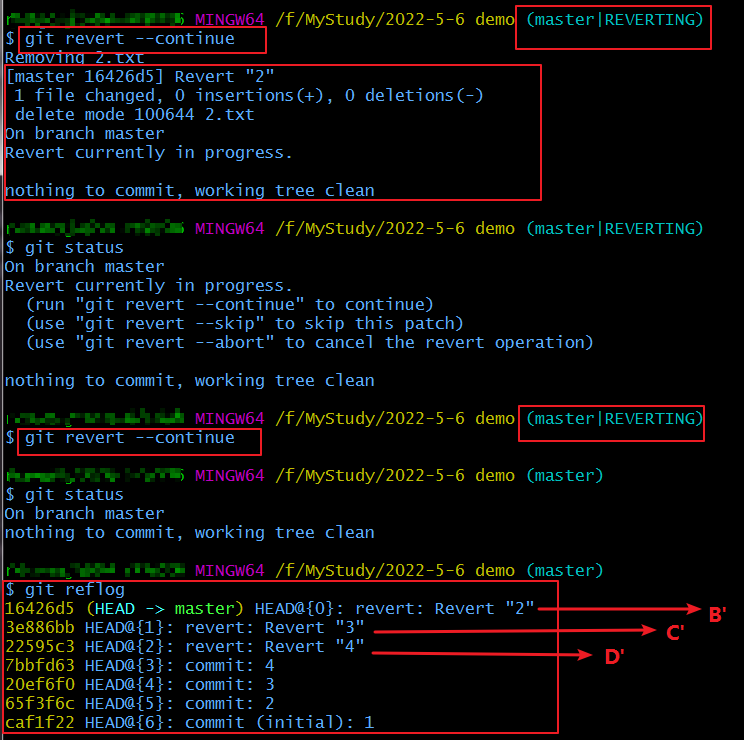 MINGW64 /f/MyStudy/2022-5-6 demo (master|REVERTING)
$ git revert --continue
Removing 2.txt
[master 16426d5] Revert "2"
1 file changed, 0 insertions(+), 0 deletions(-)
delete mode 100644 2.txt
On branch master
Revert currently in progress.
nothing to commit, working tree clean
MINGW64 /f/MyStudy/2022-5-6 demo (master|REVERTING)
$ git status
On branch master
Revert currently in progress.
(run "git revert --continue" to continue)
(use "git revert --skip" to skip this patch)
(use "git revert --abort" to cancel the revert operation)
nothing to commit, working tree clean
MINGW64 /f/MyStudy/2022-5-6 demo (master|REVERTING)
$ git revert --continue
MINGW64 /f/MyStudy/2022-5-6 demo (master)
$ git status
On branch master
nothing to commit, working tree clean
MINGW64 /f/MyStudy/2022-5-6 demo (master)
$ git reflog
16426d5 (HEAD -> master) HEAD@{0}: revert: Revert "2" B'
3e886bb HEAD@{1}: revert: Revert "3" C'
22595c3 HEAD@{2}: revert: Revert "4" D'
7bbfd63 HEAD@{3}: commit: 4
20ef6f0 HEAD@{4}: commit: 3
65f3f6c HEAD@{5}: commit: 2
caf1f22 HEAD@{6}: commit (initial): 1